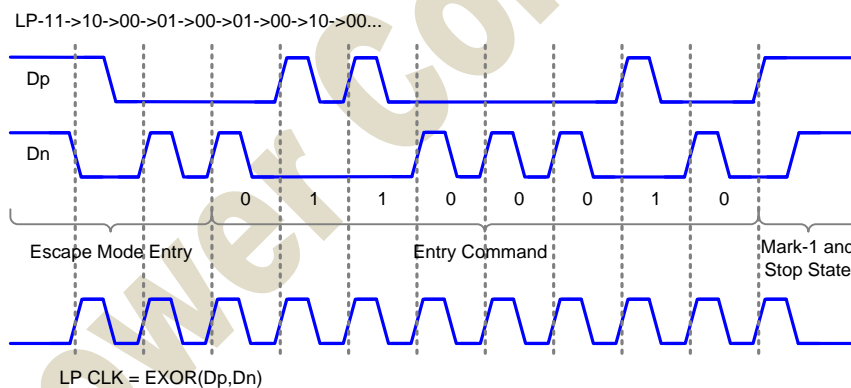 LP-11->10->00->01->00->01->00->10->00...
Dp
Dn
0 1 1 0 0 0 1 0
Escape Mode Entry
Entry Command
Mark-1 and
Stop State
LP CLK = EXOR(Dp,Dn)